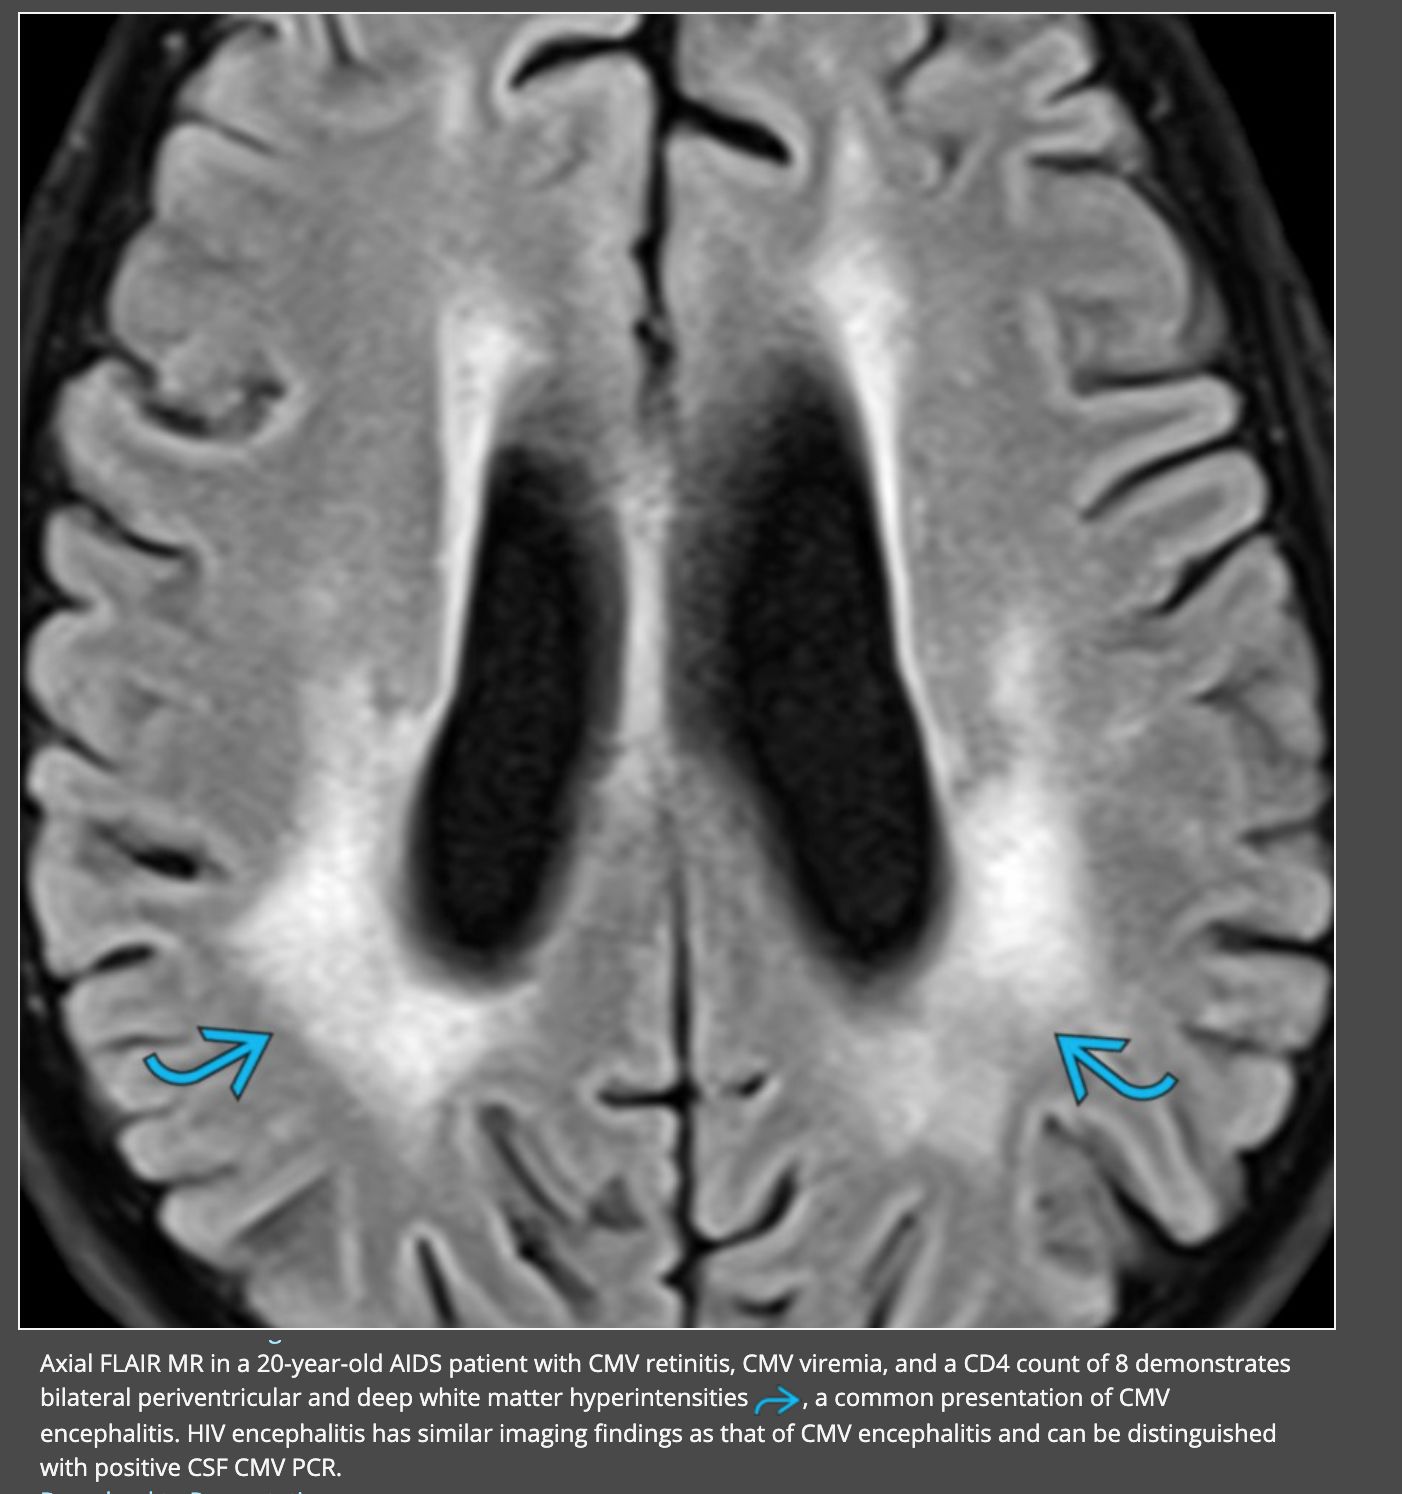 Axial FLAIR MR in a 20-year-old AIDS patient with CMV retinitis, CMV viremia, and a CD4 count of 8 demonstrates
bilateral periventricular and deep white matter hyperintensities , a common presentation of CMV
encephalitis. HIV encephalitis has similar imaging findings as that of CMV encephalitis and can be distinguished
with positive CSF CMV PCR.